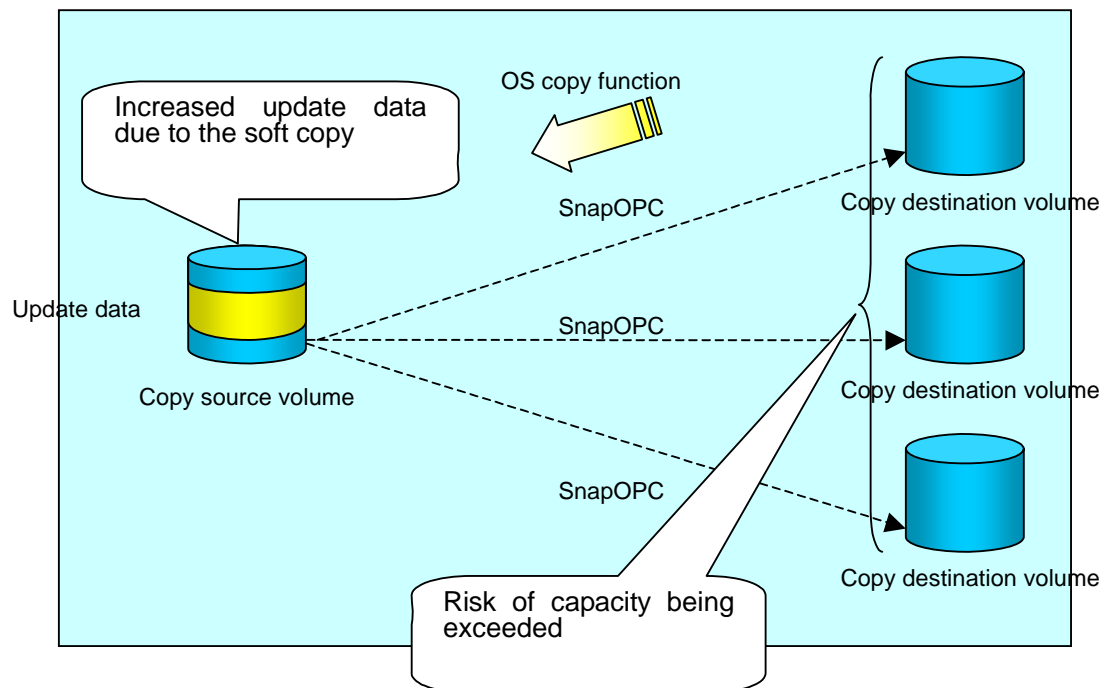 OS copy function
Increased update data
due to the soft copy
SnapOPC
Copy destination volume
Update data
SnapOPC
Copy source volume
Copy destination volume
SnapOPC
Copy destination volume
Risk of capacity being
exceeded